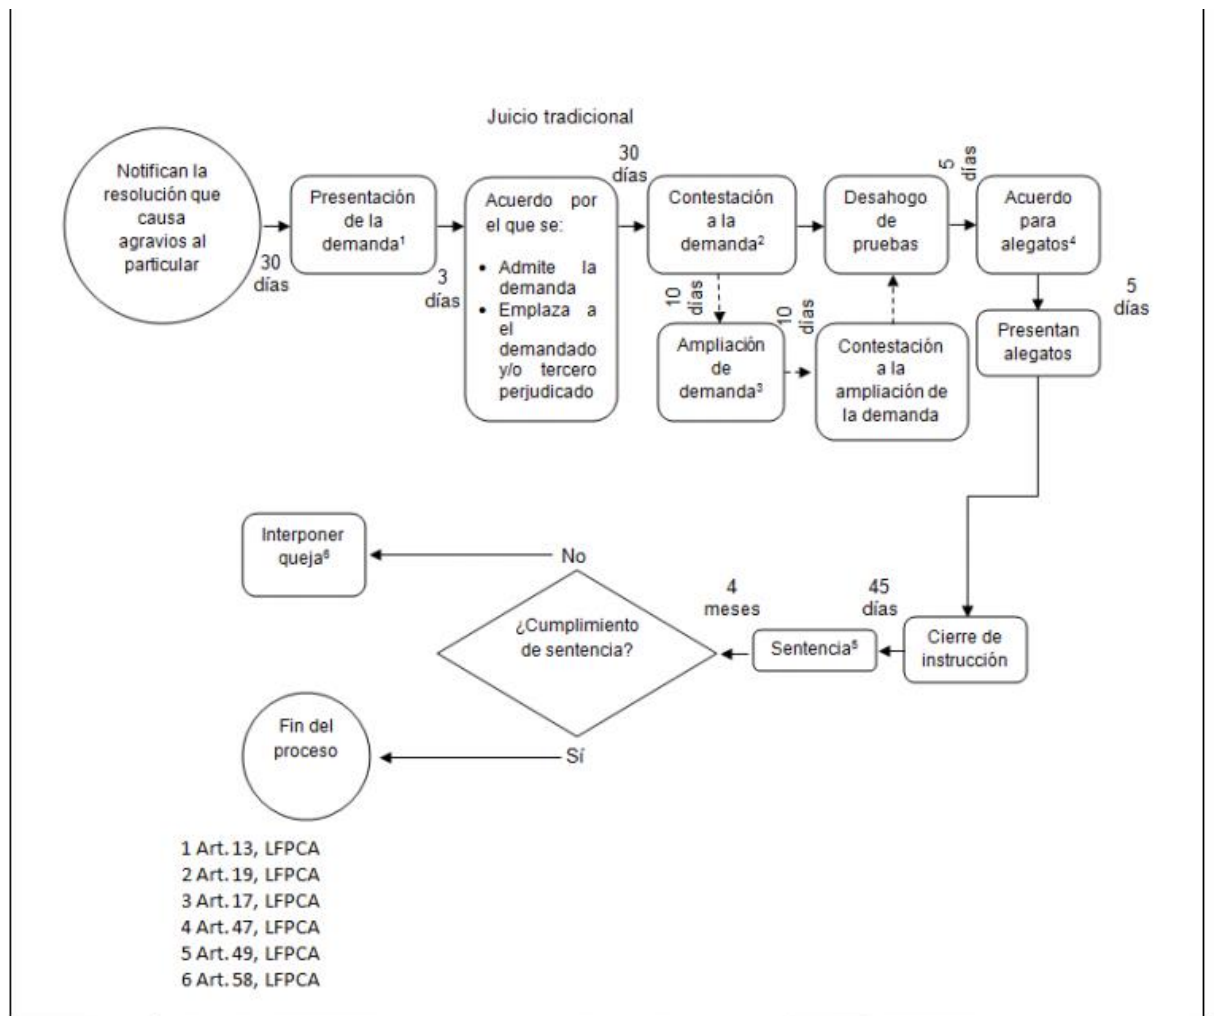 Juicio tradicional
Notifican la
resolución que
causa
agravios al
particular
30
días
Presentación
de la
demanda¹
3
días
Acuerdo por
el que se:
• Admite la
demanda
• Emplaza a
el
demandado
y/o tercero
perjudicado
30
días
Contestación
a la
demanda²
10
días
Ampliación
de
demanda³
10
días
Contestación
a la
ampliación de
la demanda
Desahogo
de
pruebas
5
días
Acuerdo
para
alegatos⁴
5
días
Presentan
alegatos
Cierre de
instrucción
45
días
Sentencia⁵
4
meses
¿Cumplimiento
de sentencia?
No
Interponer
queja⁶
Sí
Fin del
proceso
1 Art.13, LFPCA
2 Art.19, LFPCA
3 Art.17, LFPCA
4 Art.47, LFPCA
5 Art.49, LFPCA
6 Art.58, LFPCA